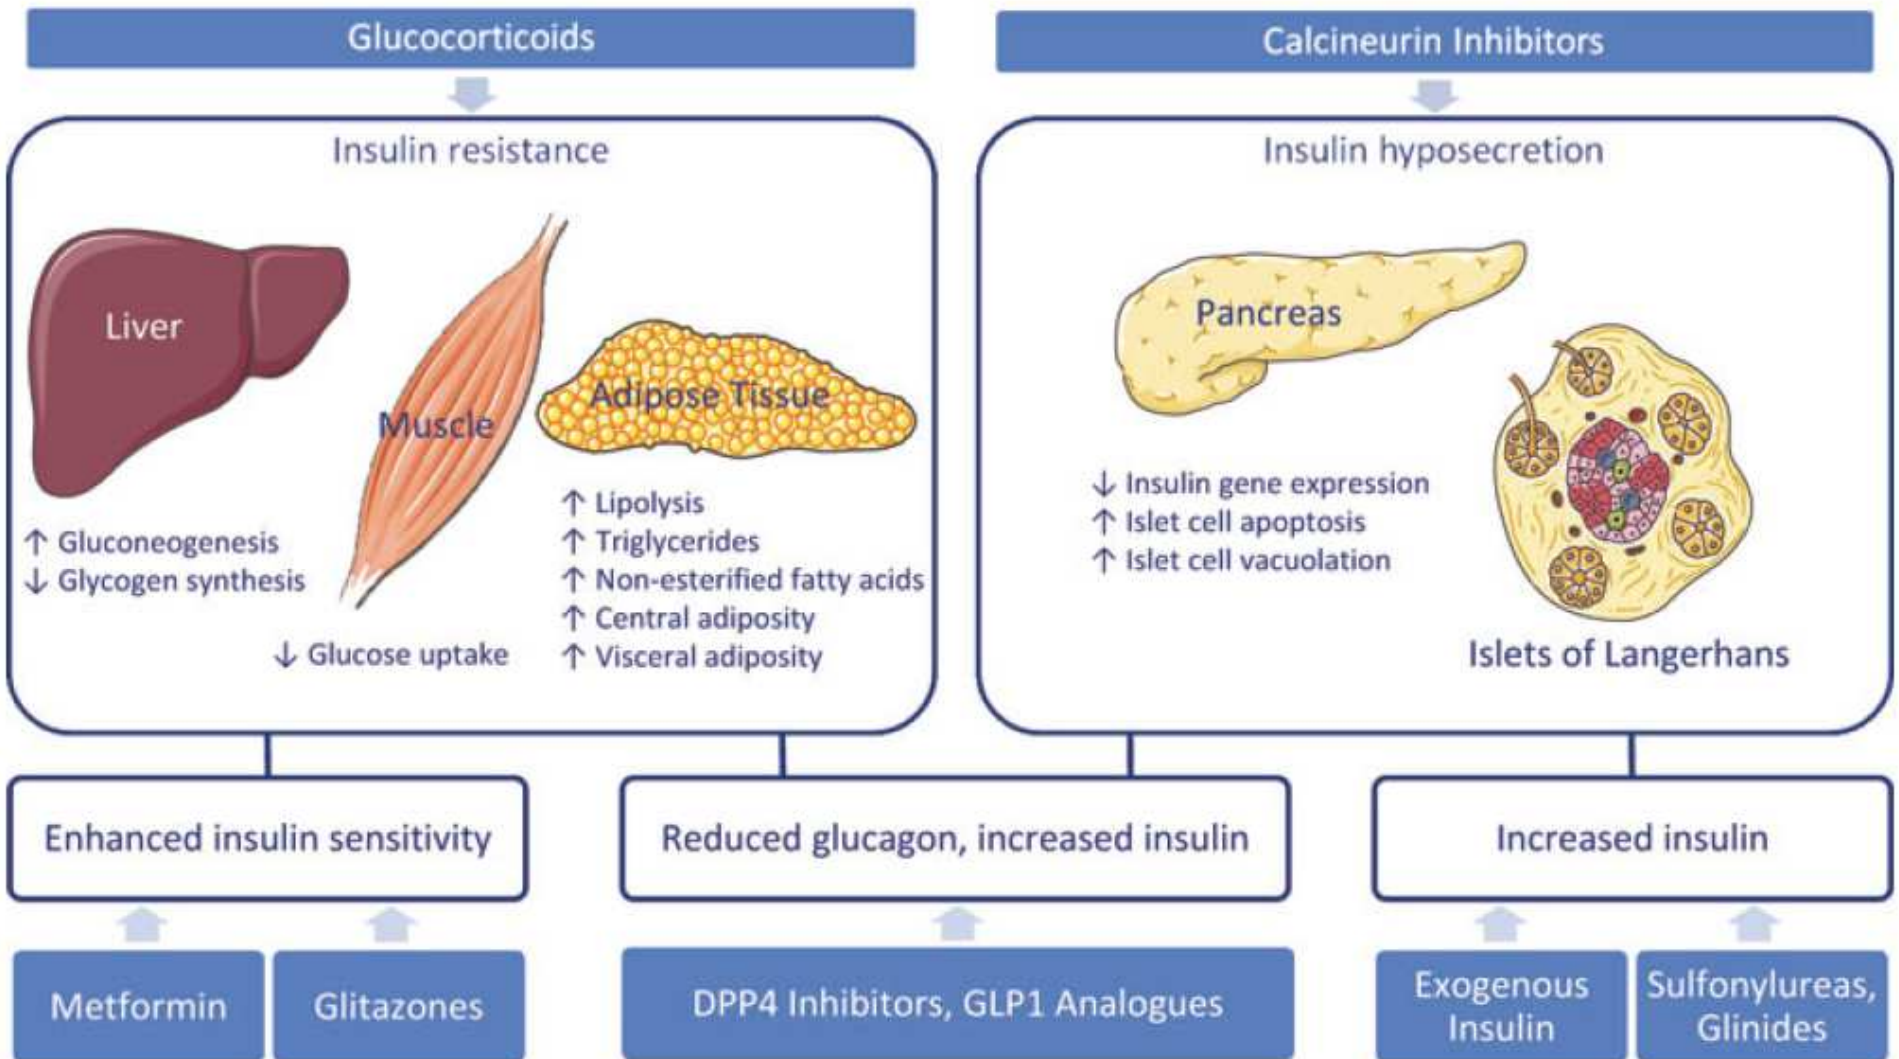 Glucocorticoids
Calcineurin Inhibitors
Insulin resistance
Liver
Muscle
Adipose Tissue
↑ Gluconeogenesis
↓ Glycogen synthesis
↓ Glucose uptake
↑ Lipolysis
↑ Triglycerides
↑ Non-esterified fatty acids
↑ Central adiposity
↑ Visceral adiposity
Insulin hyposecretion
Pancreas
↓ Insulin gene expression
↑ Islet cell apoptosis
↑ Islet cell vacuolation
Islets of Langerhans
Enhanced insulin sensitivity
Reduced glucagon, increased insulin
Increased insulin
Metformin
Glitazones
DPP4 Inhibitors, GLP1 Analogues
Exogenous
Insulin
Sulfonylureas,
Glinides